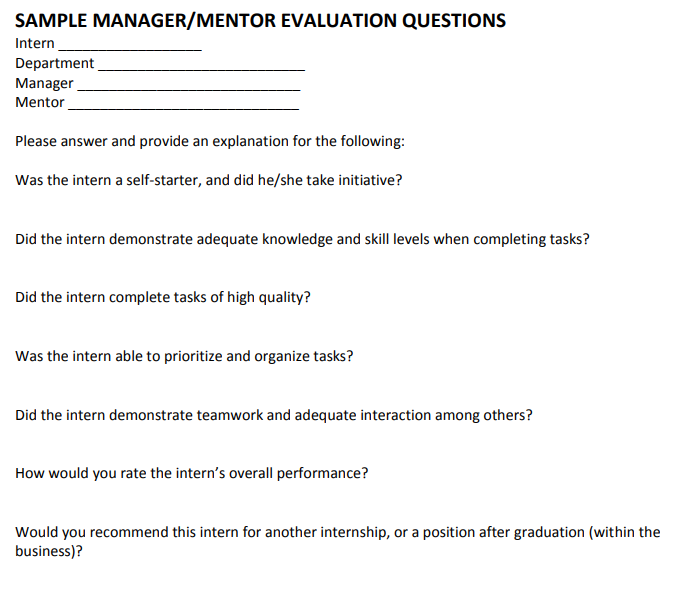 SAMPLE MANAGER/MENTOR EVALUATION QUESTIONS
Intern __________________
Department __________________________
Manager ____________________________
Mentor _____________________________
Please answer and provide an explanation for the following:
Was the intern a self-starter, and did he/she take initiative?
Did the intern demonstrate adequate knowledge and skill levels when completing tasks?
Did the intern complete tasks of high quality?
Was the intern able to prioritize and organize tasks?
Did the intern demonstrate teamwork and adequate interaction among others?
How would you rate the intern’s overall performance?
Would you recommend this intern for another internship, or a position after graduation (within the
business)?